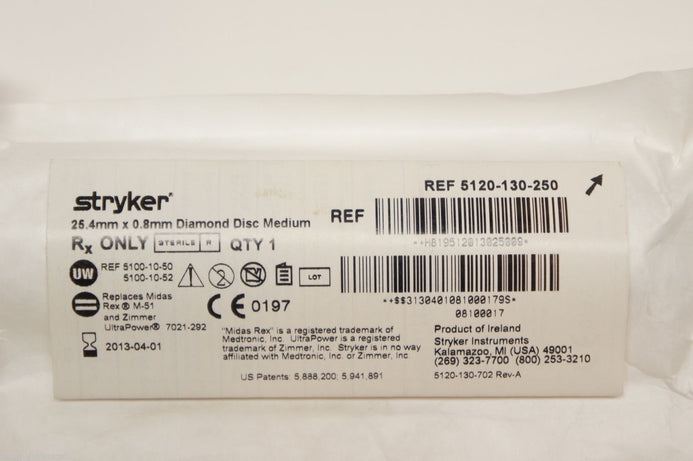 REF 5120-130-250
stryker®
25.4mm x 0.8mm Diamond Disc Medium
REF
Rx ONLY STERILE R QTY 1
UW REF 5100-10-50
5100-10-52
LOT
Replaces Midas
Rex® M-51
and Zimmer
UltraPower® 7021-292
CE 0197
2013-04-01
"Midas Rex" is a registered trademark of
Medtronic, Inc. UltraPower is a registered
trademark of Zimmer, Inc. Stryker is in no way
affiliated with Medtronic, Inc. or Zimmer, Inc.
US Patents: 5,888,200; 5,941,891
**H819512013025009*
*+$$3130401081000179S*
08100017
Product of Ireland
Stryker Instruments
Kalamazoo, MI (USA) 49001
(269) 323-7700 (800) 253-3210
5120-130-702 Rev-A